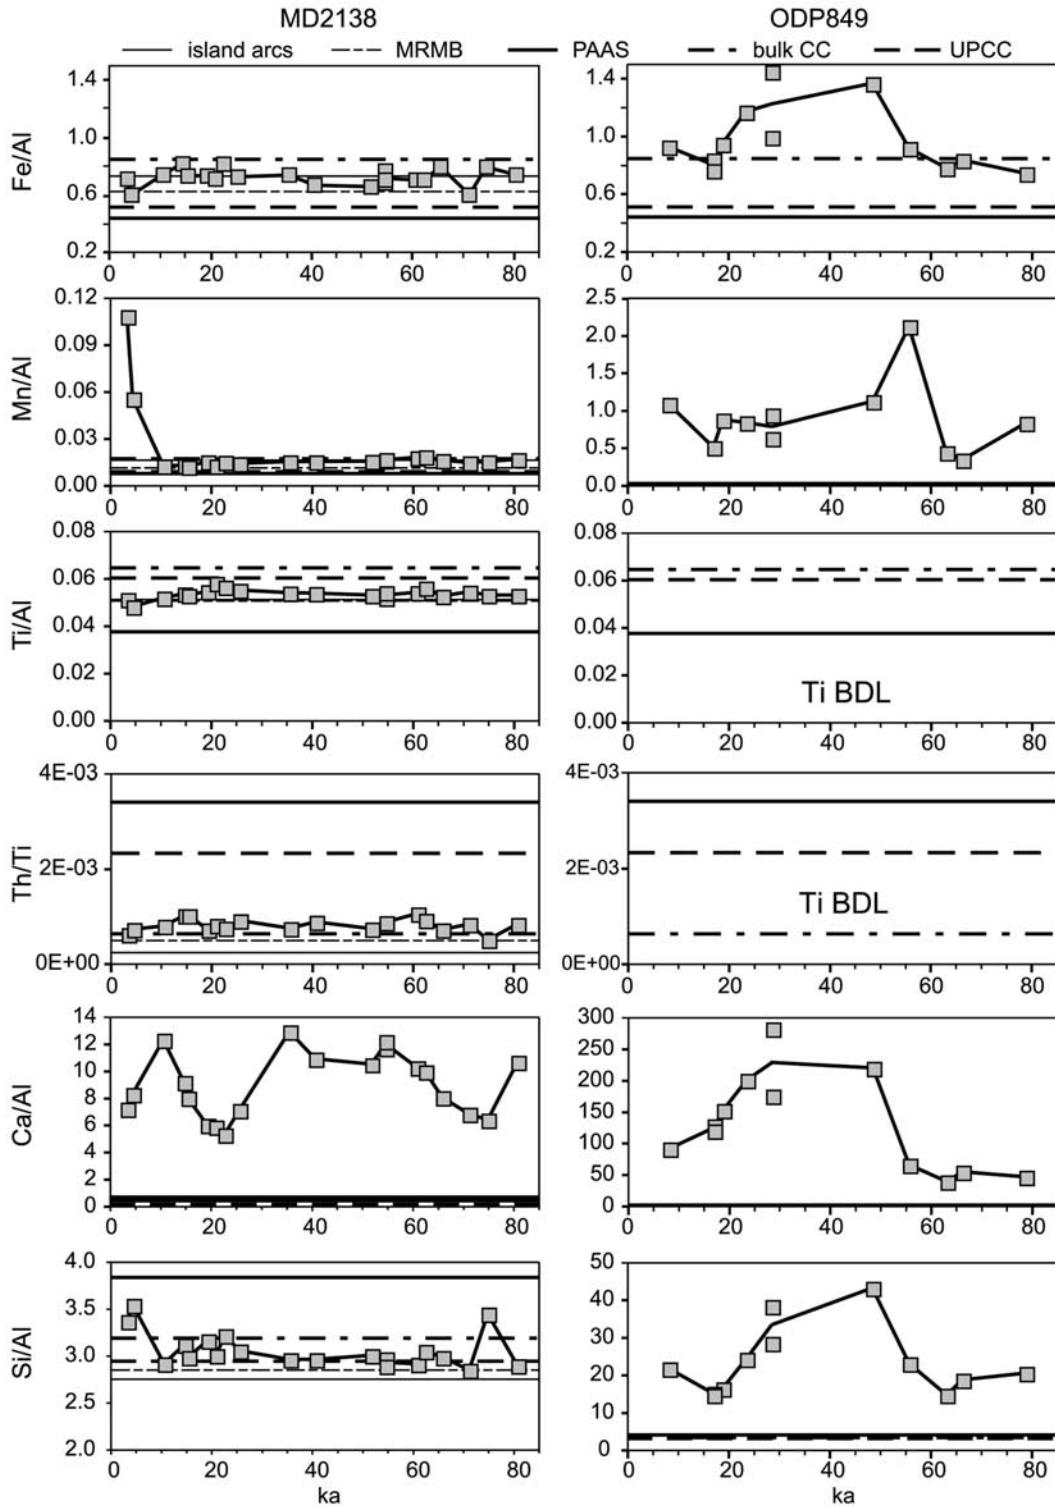 MD2138 ODP849
island arcs MRMB PAAS bulk CC UPCC
Fe/Al
1.4 1.0 0.6 0.2
0 20 40 60 80
1.4 1.0 0.6 0.2
0 20 40 60 80
Mn/Al
0.12 0.09 0.06 0.03 0.00
0 20 40 60 80
2.5 2.0 1.5 1.0 0.5 0.0
0 20 40 60 80
Ti/Al
0.08 0.06 0.04 0.02 0.00
0 20 40 60 80
0.08 0.06 0.04 0.02 0.00
Ti BDL
0 20 40 60 80
Th/Ti
4E-03 2E-03 0E+00
0 20 40 60 80
4E-03 2E-03 0E+00
Ti BDL
0 20 40 60 80
Ca/Al
14 12 10 8 6 4 2 0
0 20 40 60 80
300 250 200 150 100 50 0
0 20 40 60 80
Si/Al
4.0 3.5 3.0 2.5 2.0
0 20 40 60 80
ka
50 40 30 20 10 0
0 20 40 60 80
ka